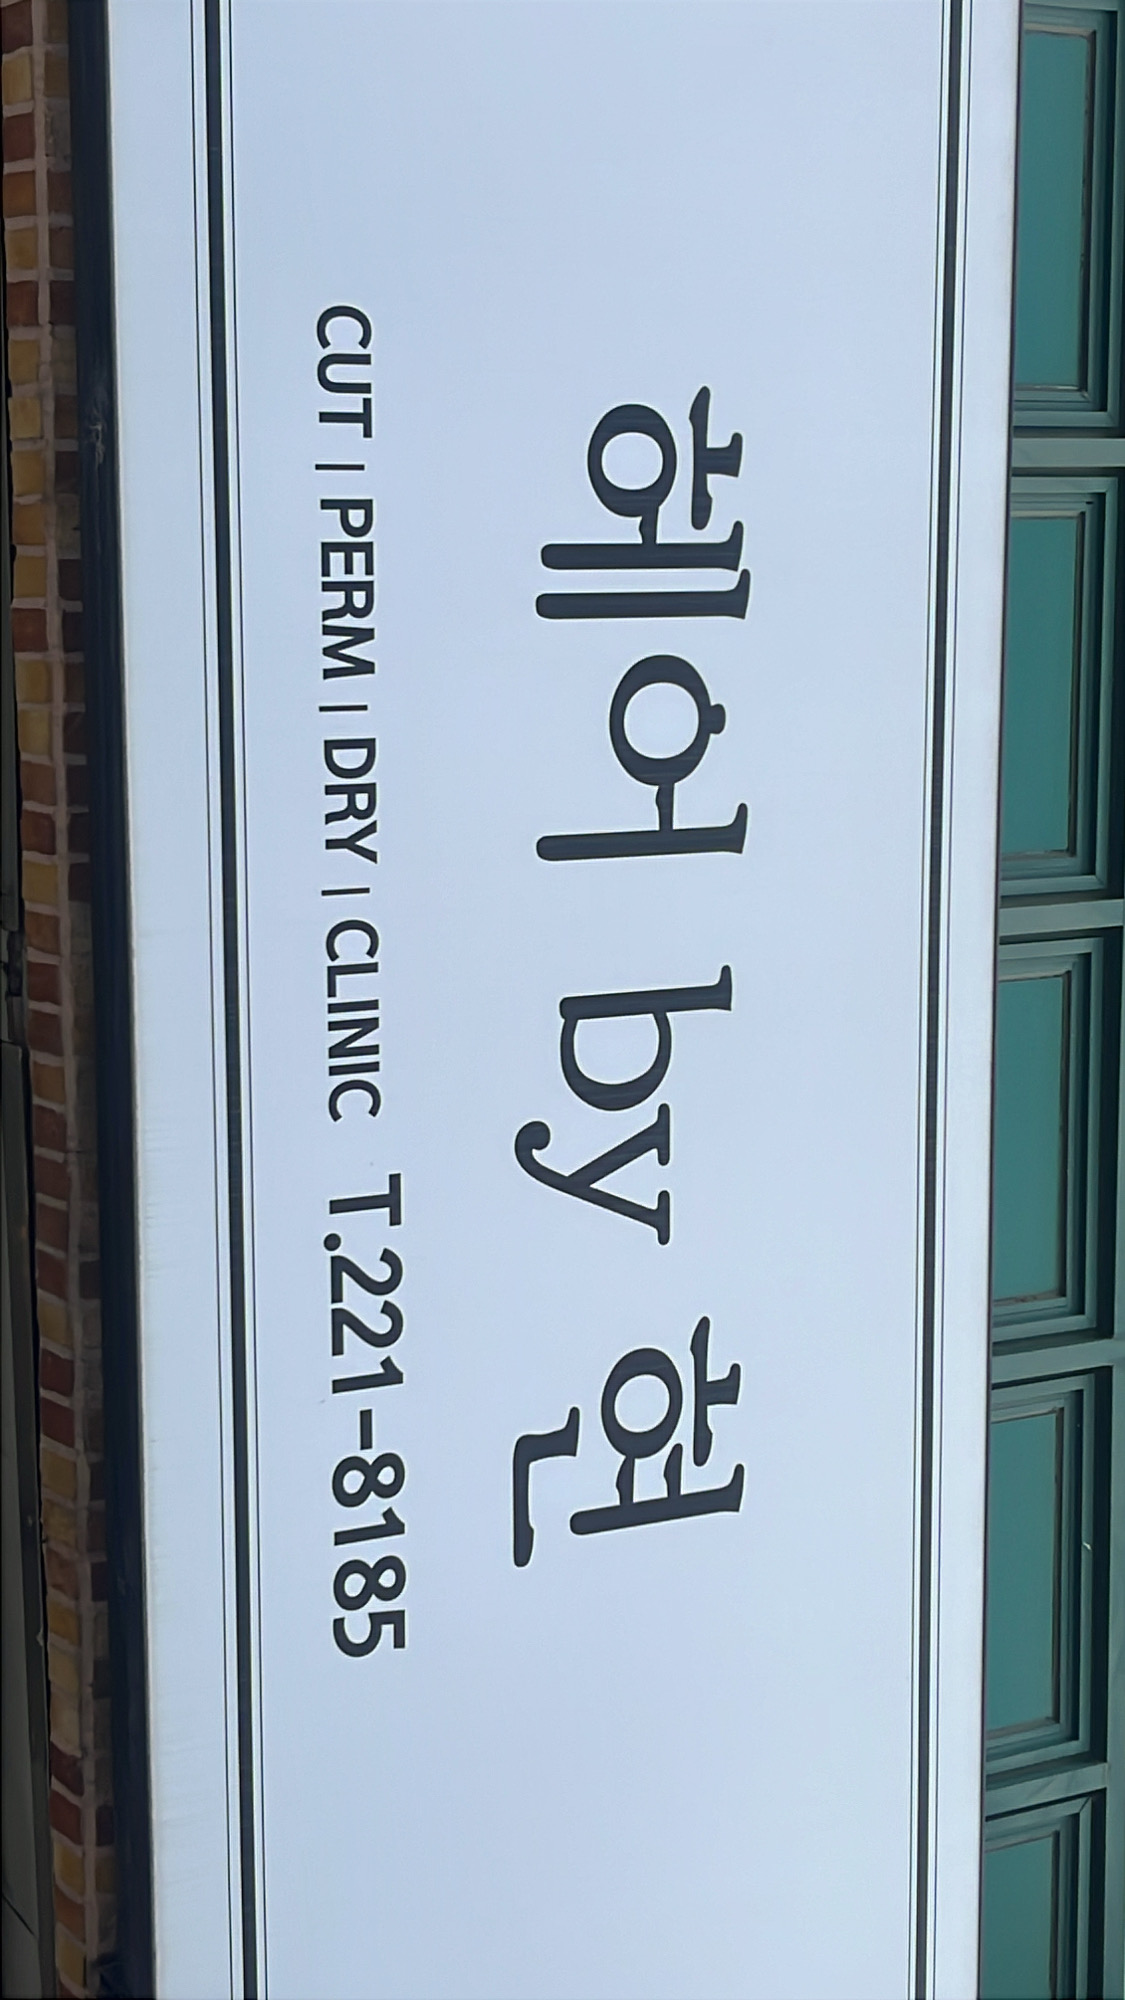 헤어 by 현
CUT | PERM | DRY | CLINIC T.221-8185